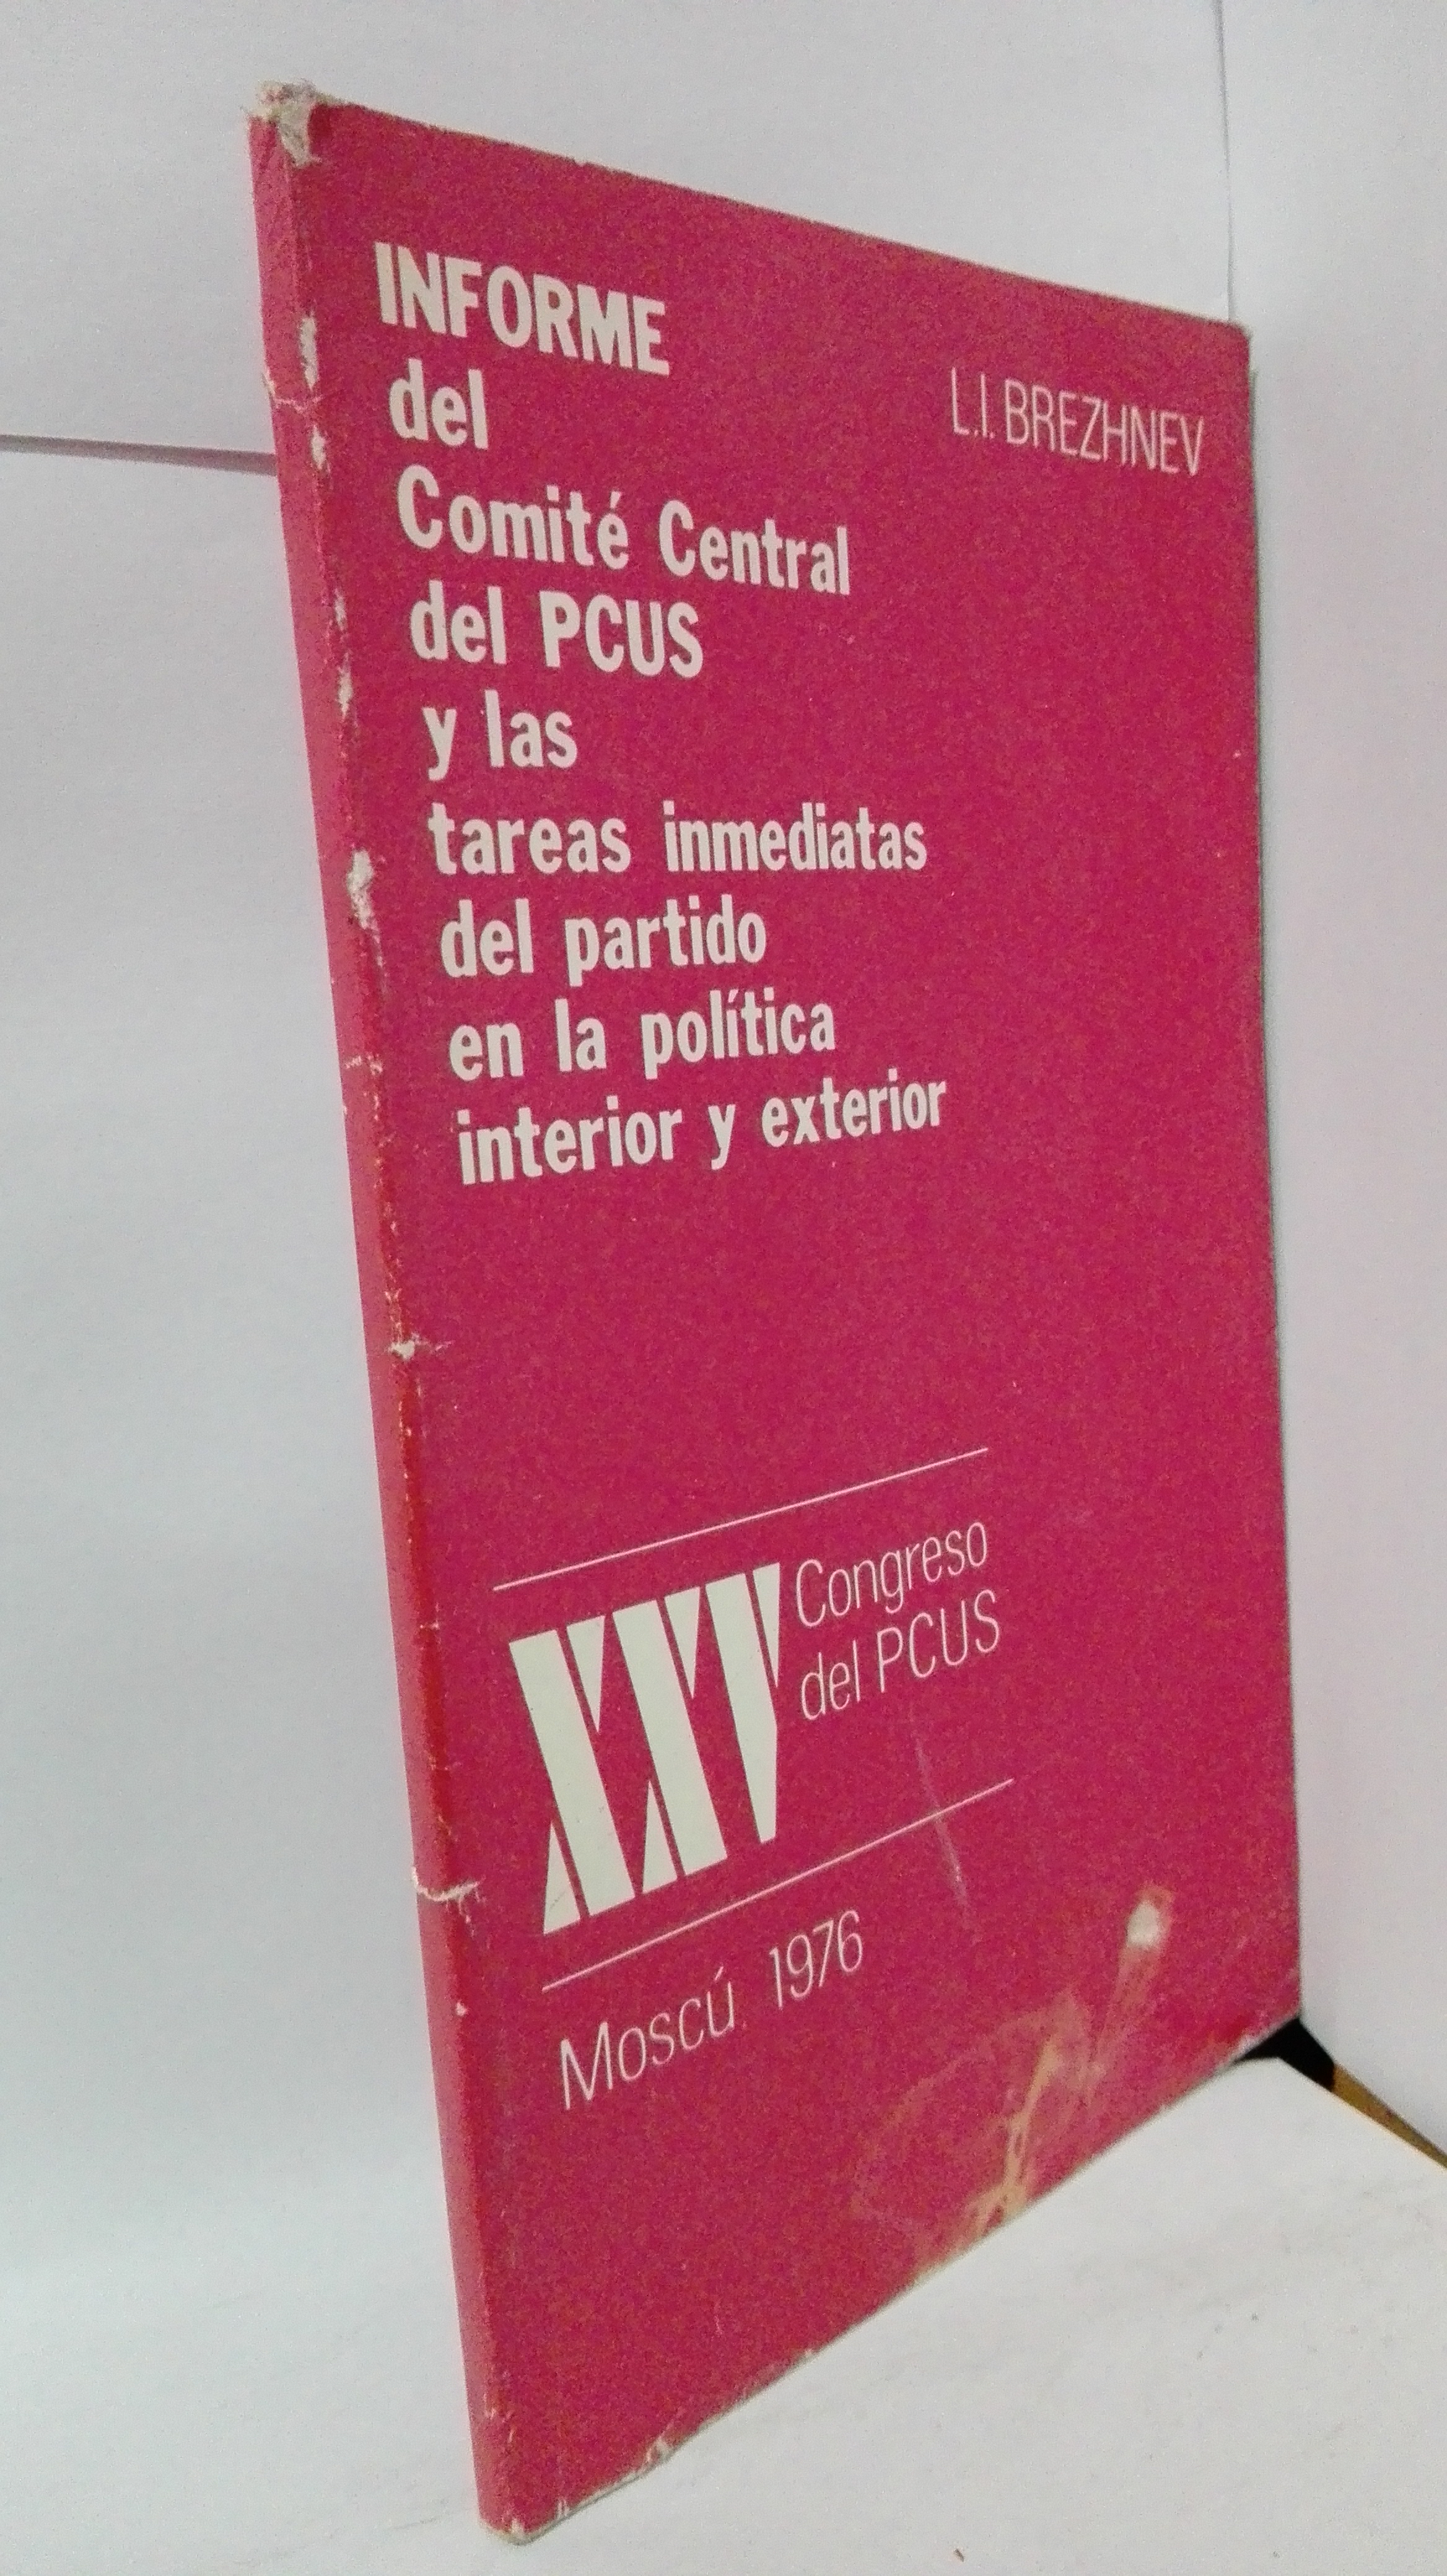 L.I. BREZHNEV
INFORME
del
Comité Central
del PCUS
y las
tareas inmediatas
del partido
en la política
interior y exterior
XXV
Congreso
del PCUS
Moscú 1976